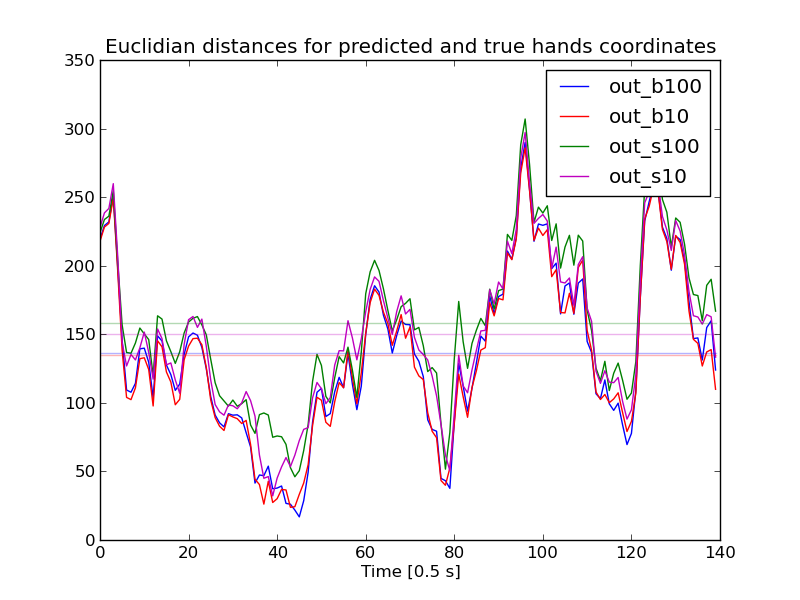 Euclidian distances for predicted and true hands coordinates
350
300
250
200
150
100
50
0
out_b100
out_b10
out_s100
out_s10
0 20 40 60 80 100 120 140
Time [0.5 s]